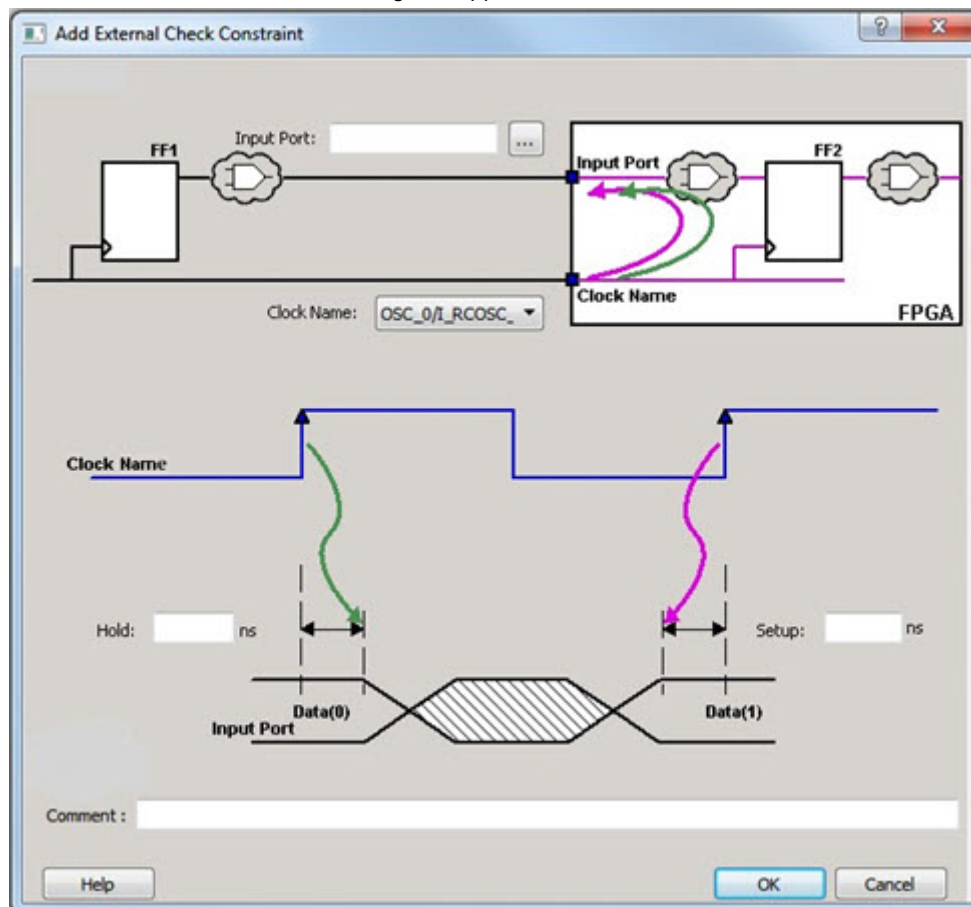 Add External Check Constraint
?
Input Port:
...
FF1
Input Port
FF2
Clock Name
Clock Name:
OSC_0/I_RCOSC_
FPGA
Clock Name
Hold:
ns
Setup:
ns
Data(0)
Data(1)
Input Port
Comment :
Help
OK
Cancel